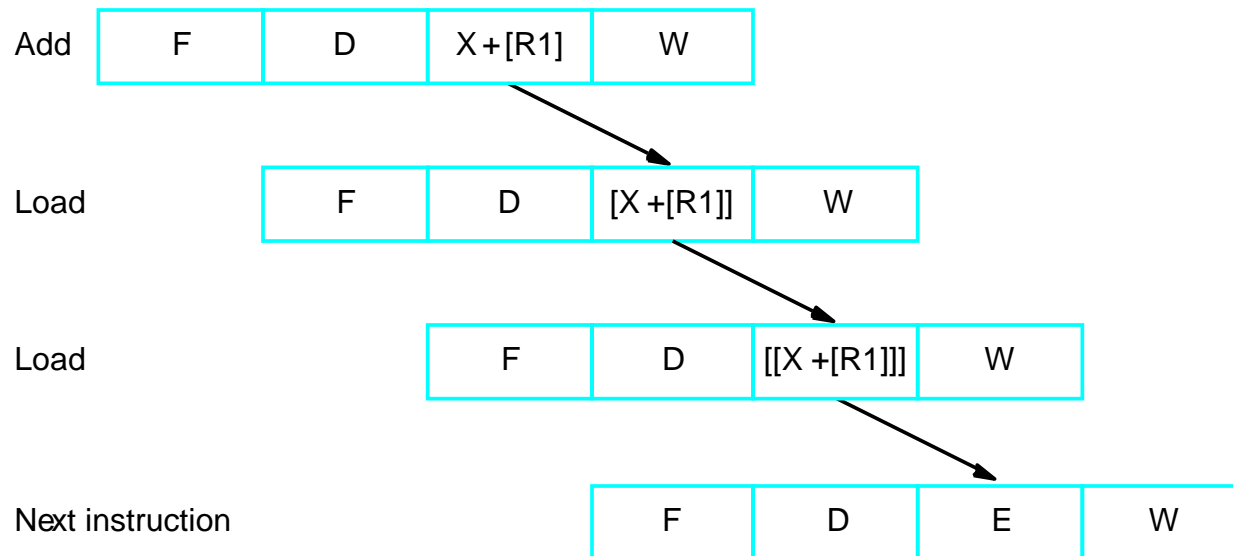 Add F D X + [R1] W
Load F D [X +[R1]] W
Load F D [[X +[R1]]] W
Next instruction F D E W